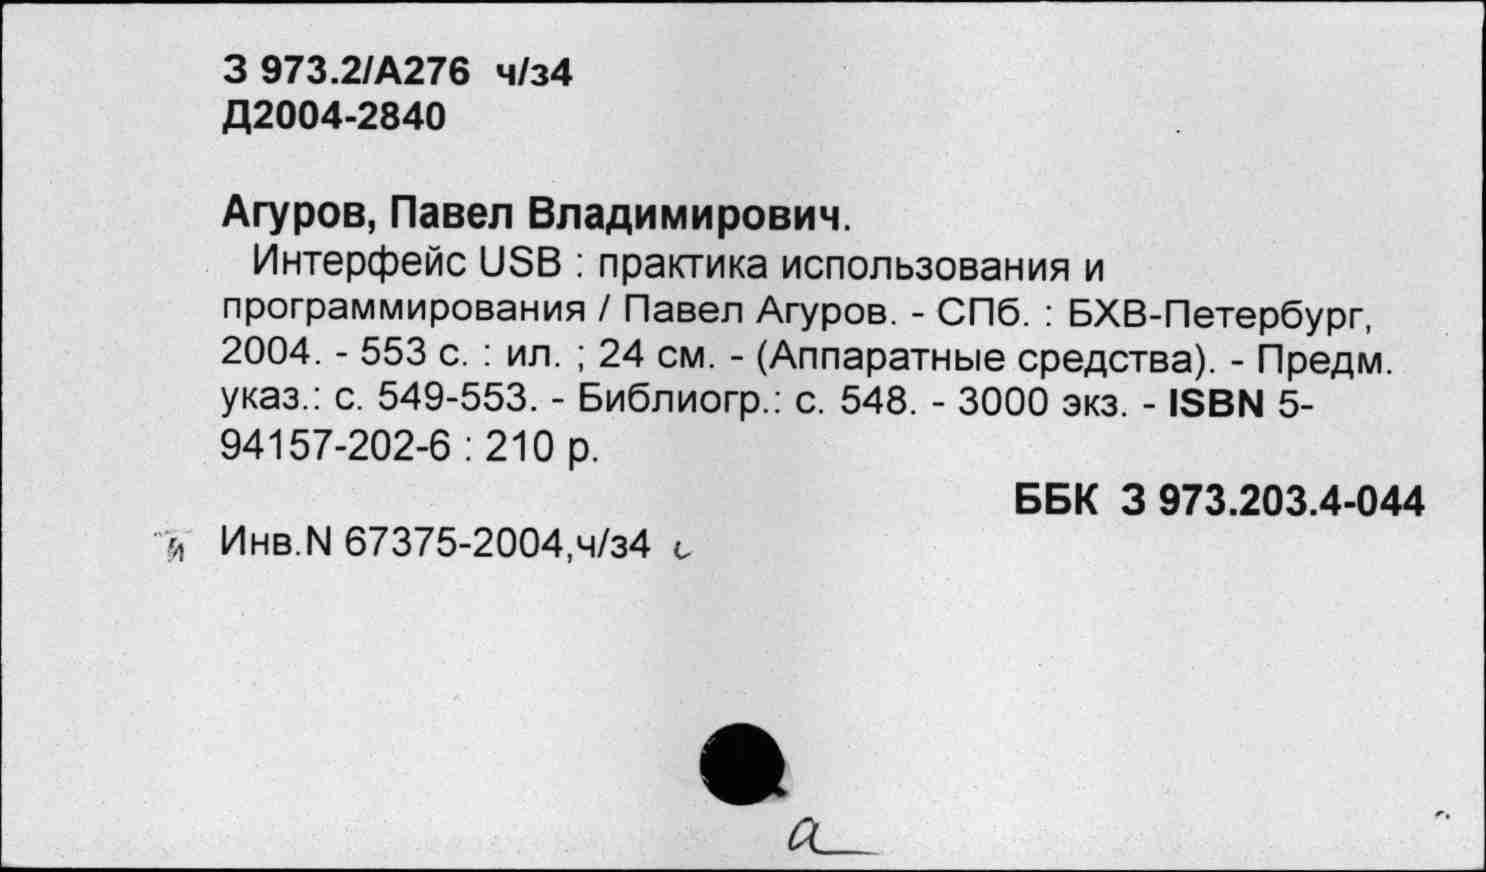 З 973.2/А276 ч/з4
Д2004-2840
Агуров, Павел Владимирович.
Интерфейс USB : практика использования и
программирования / Павел Агуров. - СПб. : БХВ-Петербург,
2004. - 553 с. : ил. ; 24 см. - (Аппаратные средства). - Предм.
указ.: с. 549-553. - Библиогр.: с. 548. - 3000 экз. - ISBN 5-
94157-202-6 : 210 р.
ББК З 973.203.4-044
Инв.N 67375-2004,ч/з4
а